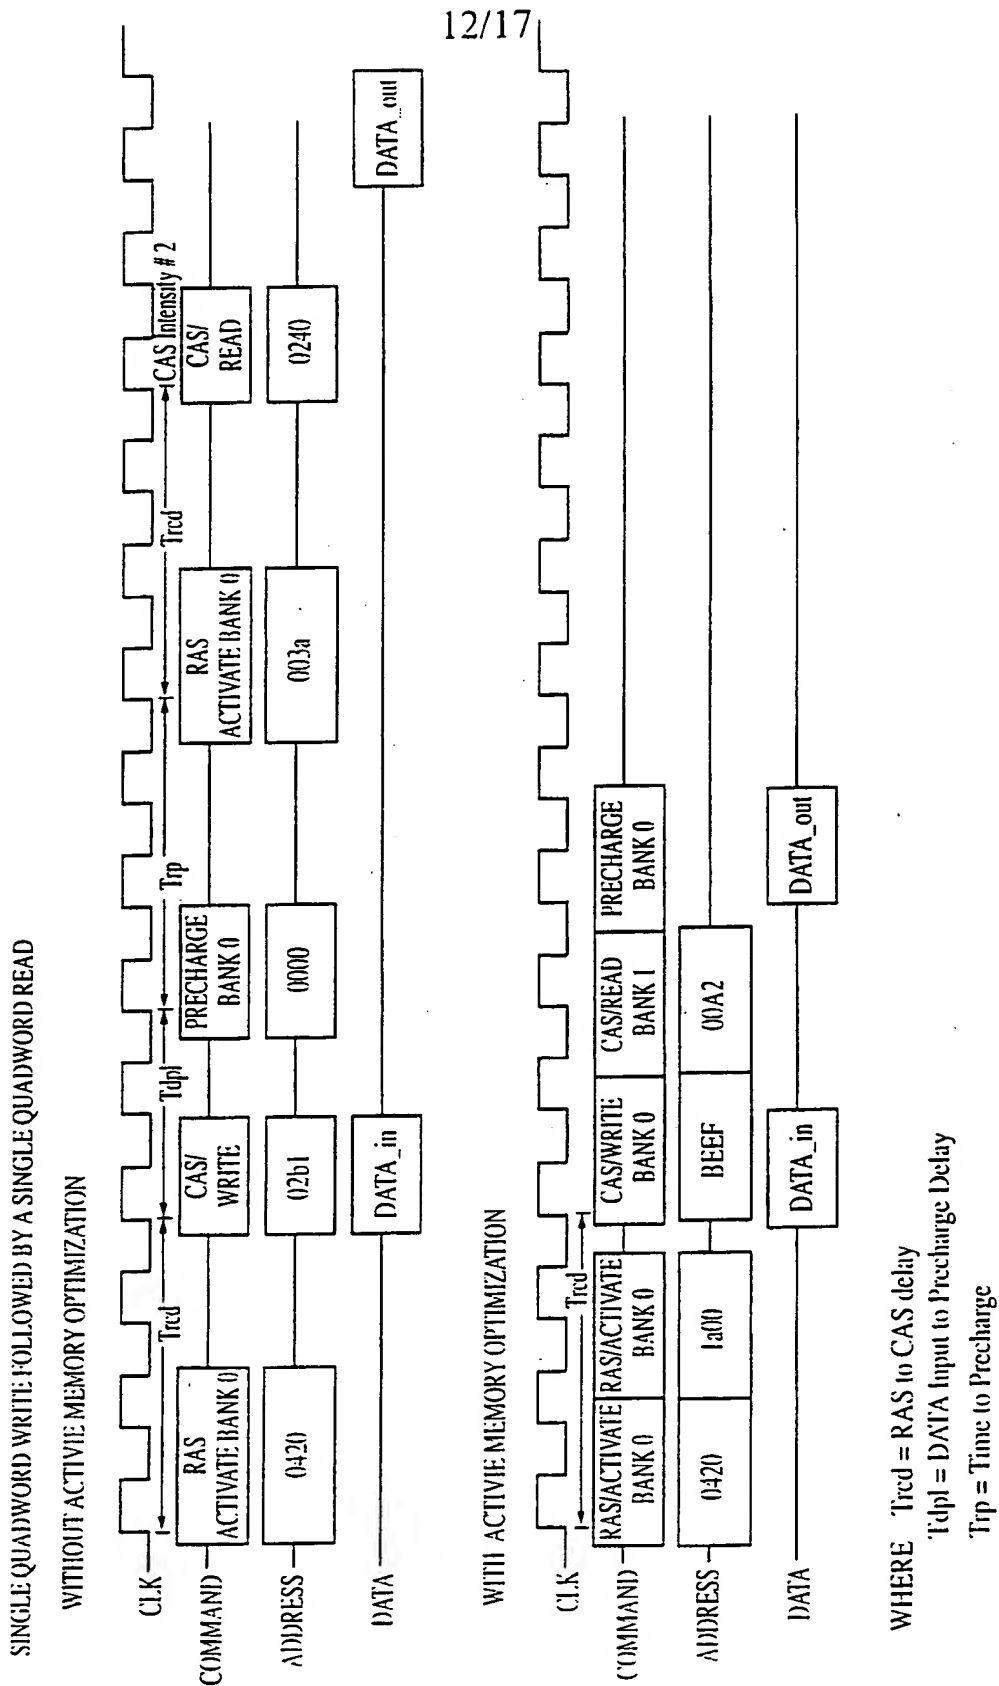 12/17
SINGLE QUADWORD WRITE FOLLOWED BY A SINGLE QUADWORD READ
WITHOUT ACTIVIE MEMORY OPTIMIZATION
CLK
Trcd
Tdpl
Trp
Trcd
CAS Intensity # 2
COMMAND
RAS
ACTIVATE BANK 0
CAS/
WRITE
PRECHARGE
BANK 0
RAS
ACTIVATE BANK 0
CAS/
READ
ADDRESS
0420
02b1
0000
003a
0240
DATA
DATA_in
DATA_out
WITH ACTIVIE MEMORY OPTIMIZATION
CLK
Trcd
COMMAND
RAS/ACTIVATE
BANK 0
RAS/ACTIVATE
BANK 0
CAS/WRITE
BANK 0
CAS/READ
BANK 1
PRECHARGE
BANK 0
ADDRESS
0420
1a00
BEEF
00A2
DATA
DATA_in
DATA_out
WHERE Trcd = RAS to CAS delay
Tdpl = DATA Input to Precharge Delay
Trp = Time to Precharge